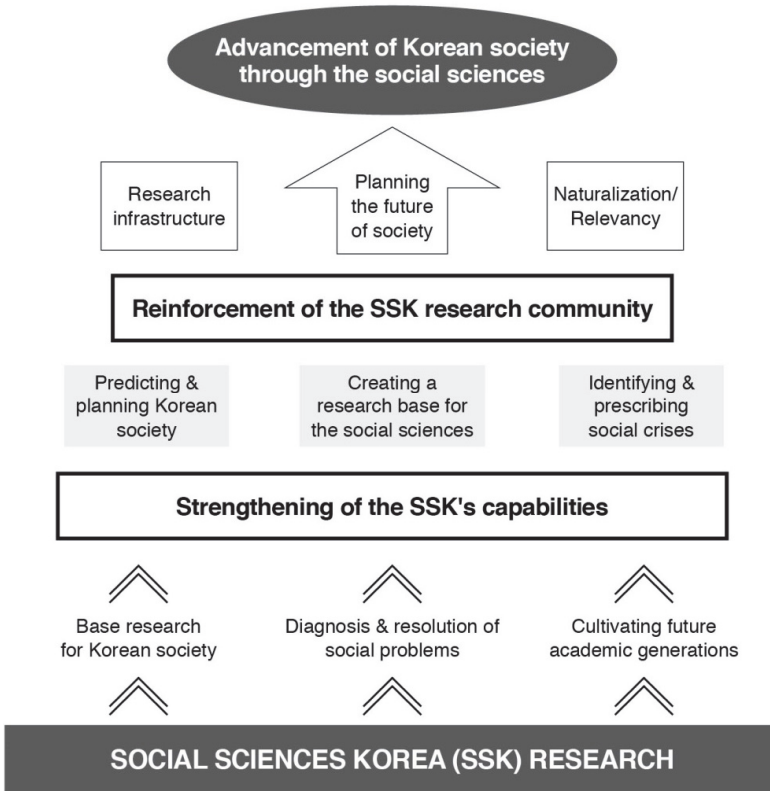 Advancement of Korean society
through the social sciences
Research
infrastructure
Planning
the future
of society
Naturalization/
Relevancy
Reinforcement of the SSK research community
Predicting &
planning Korean
society
Creating a
research base for
the social sciences
Identifying &
prescribing
social crises
Strengthening of the SSK's capabilities
Base research
for Korean society
Diagnosis & resolution of
social problems
Cultivating future
academic generations
SOCIAL SCIENCES KOREA (SSK) RESEARCH